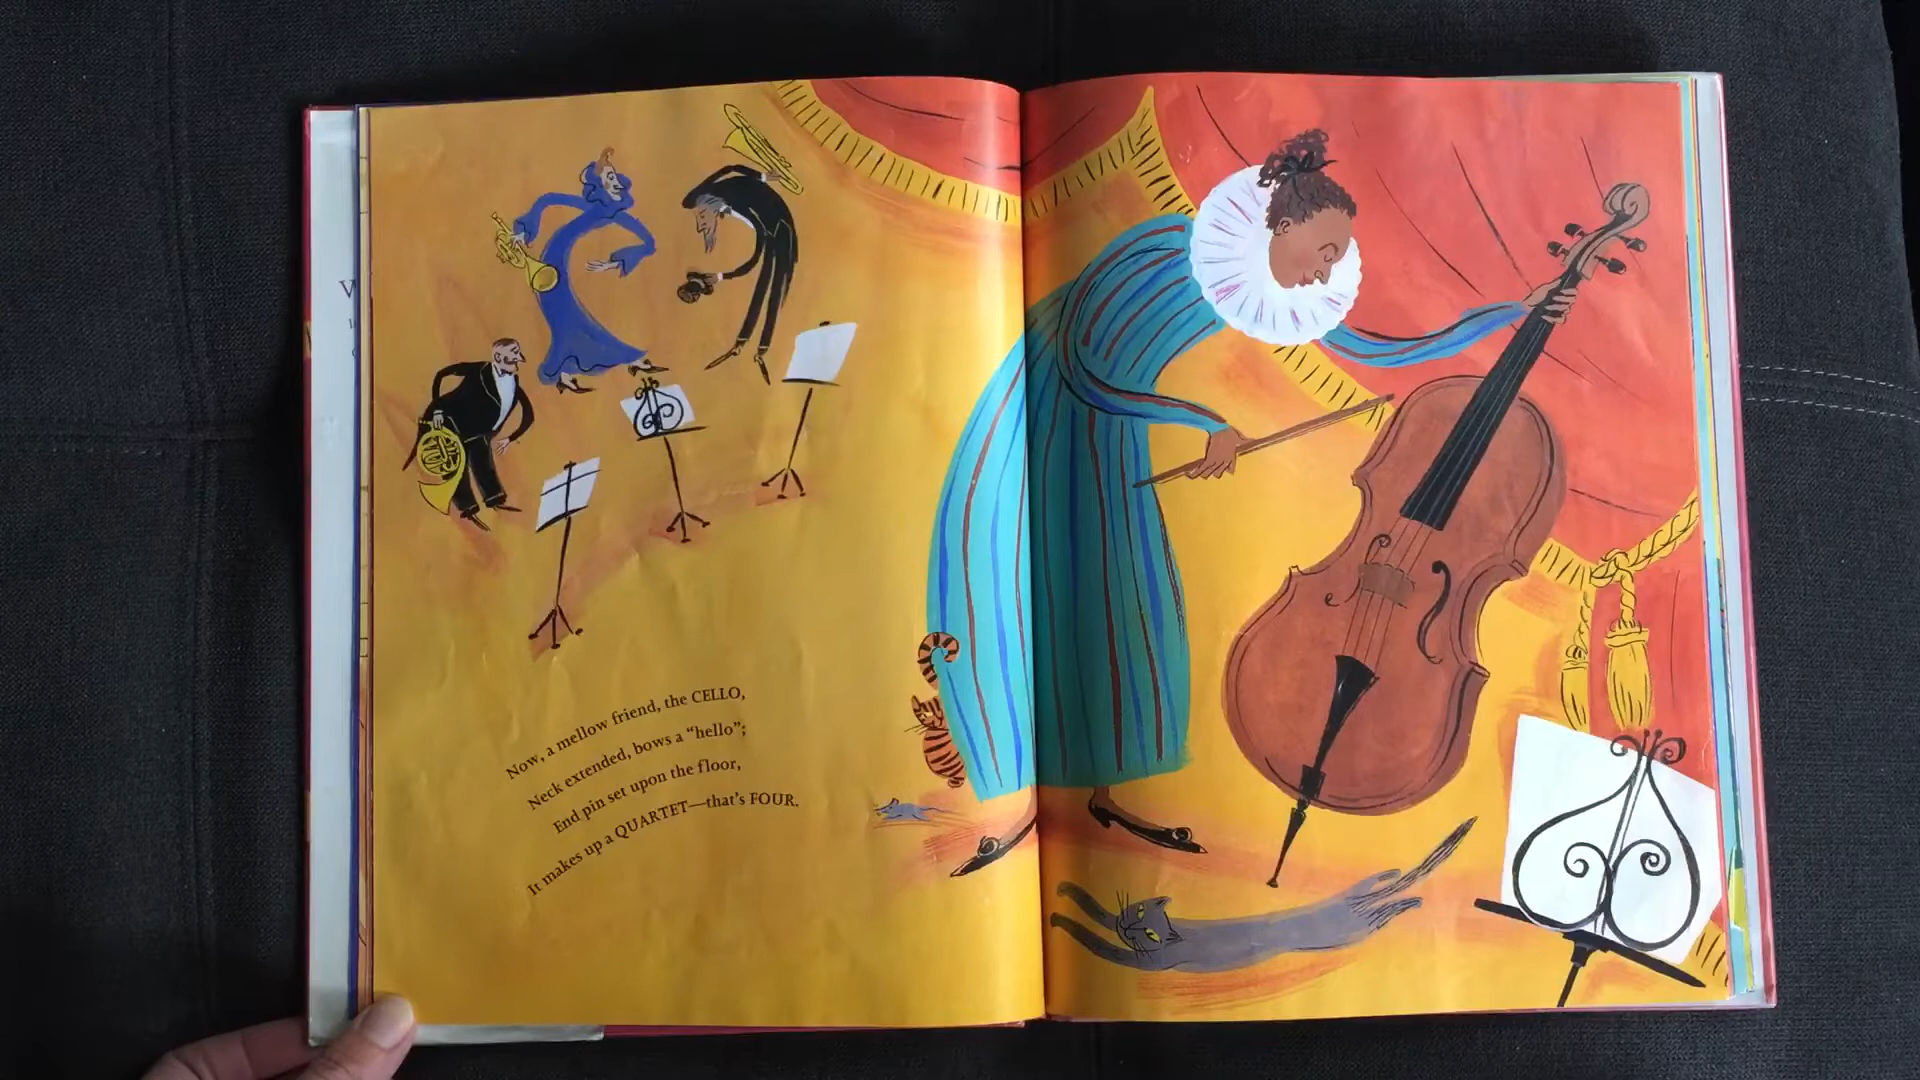 Now, a mellow friend, the CELLO,
Neck extended, bows a “hello”;
End pin set upon the floor,
It makes up a QUARTET—that’s FOUR.